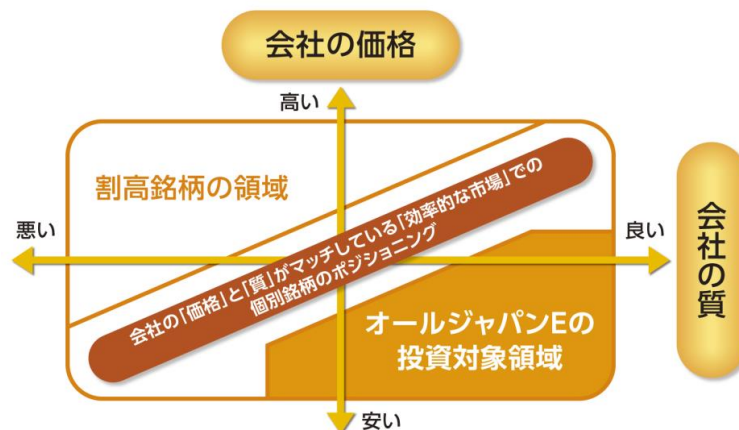 会社の価格
高い
割高銘柄の領域
会社の「価格」と「質」がマッチしている「効率的な市場」での
個別銘柄のポジショニング
悪い
良い
会社の質
オールジャパンEの
投資対象領域
安い